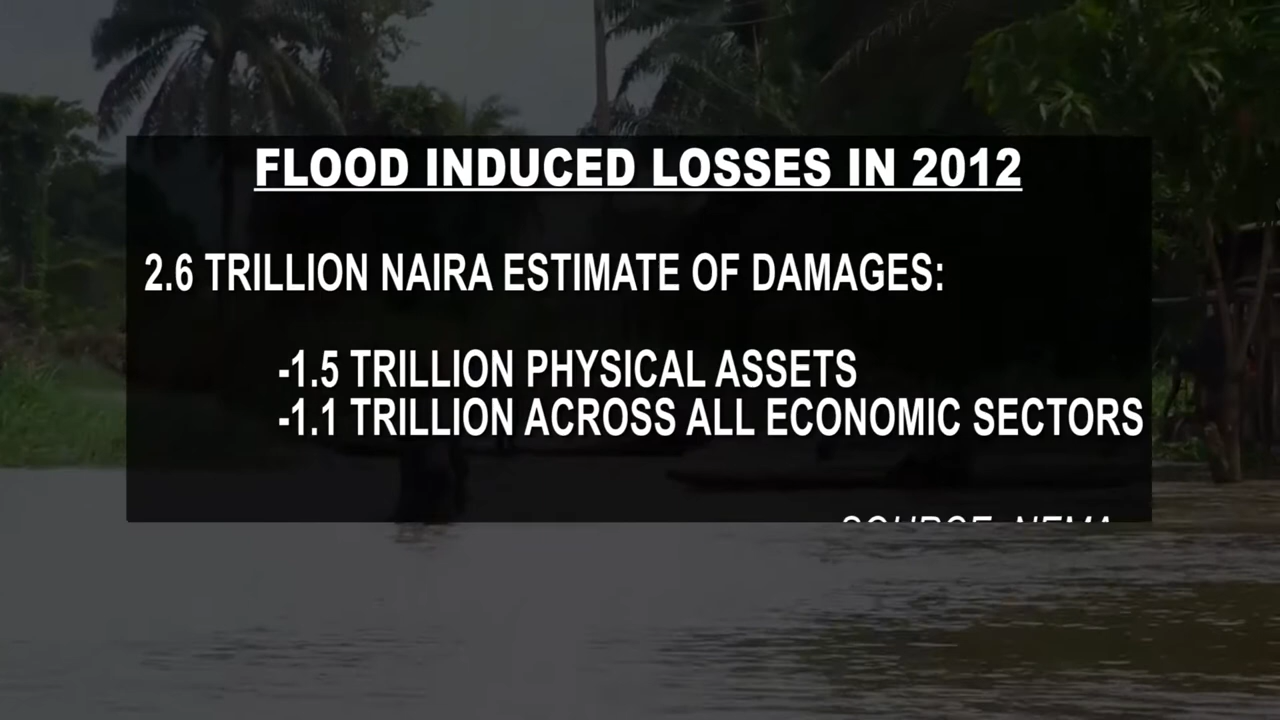 FLOOD INDUCED LOSSES IN 2012
2.6 TRILLION NAIRA ESTIMATE OF DAMAGES:
-1.5 TRILLION PHYSICAL ASSETS
-1.1 TRILLION ACROSS ALL ECONOMIC SECTORS